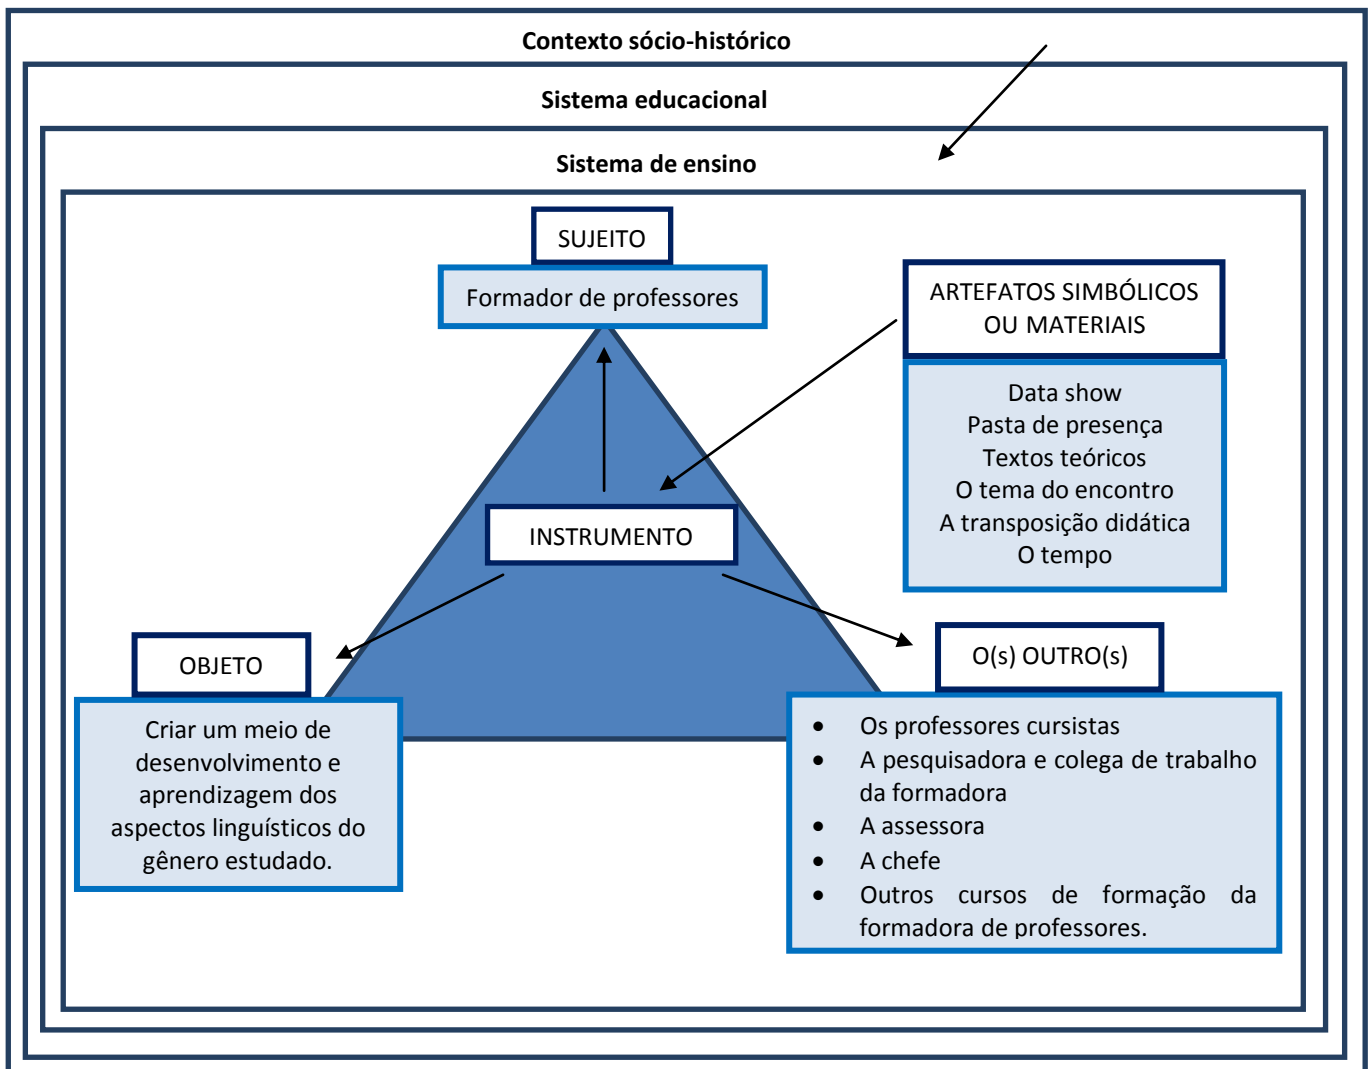 Contexto sócio-histórico
Sistema educacional
Sistema de ensino
SUJEITO
Formador de professores
ARTEFATOS SIMBÓLICOS
OU MATERIAIS
Data show
Pasta de presença
Textos teóricos
O tema do encontro
A transposição didática
O tempo
INSTRUMENTO
OBJETO
Criar um meio de
desenvolvimento e
aprendizagem dos
aspectos linguísticos do
gênero estudado.
O(s) OUTRO(s)
• Os professores cursistas
• A pesquisadora e colega de trabalho
da formadora
• A assessora
• A chefe
• Outros cursos de formação da
formadora de professores.